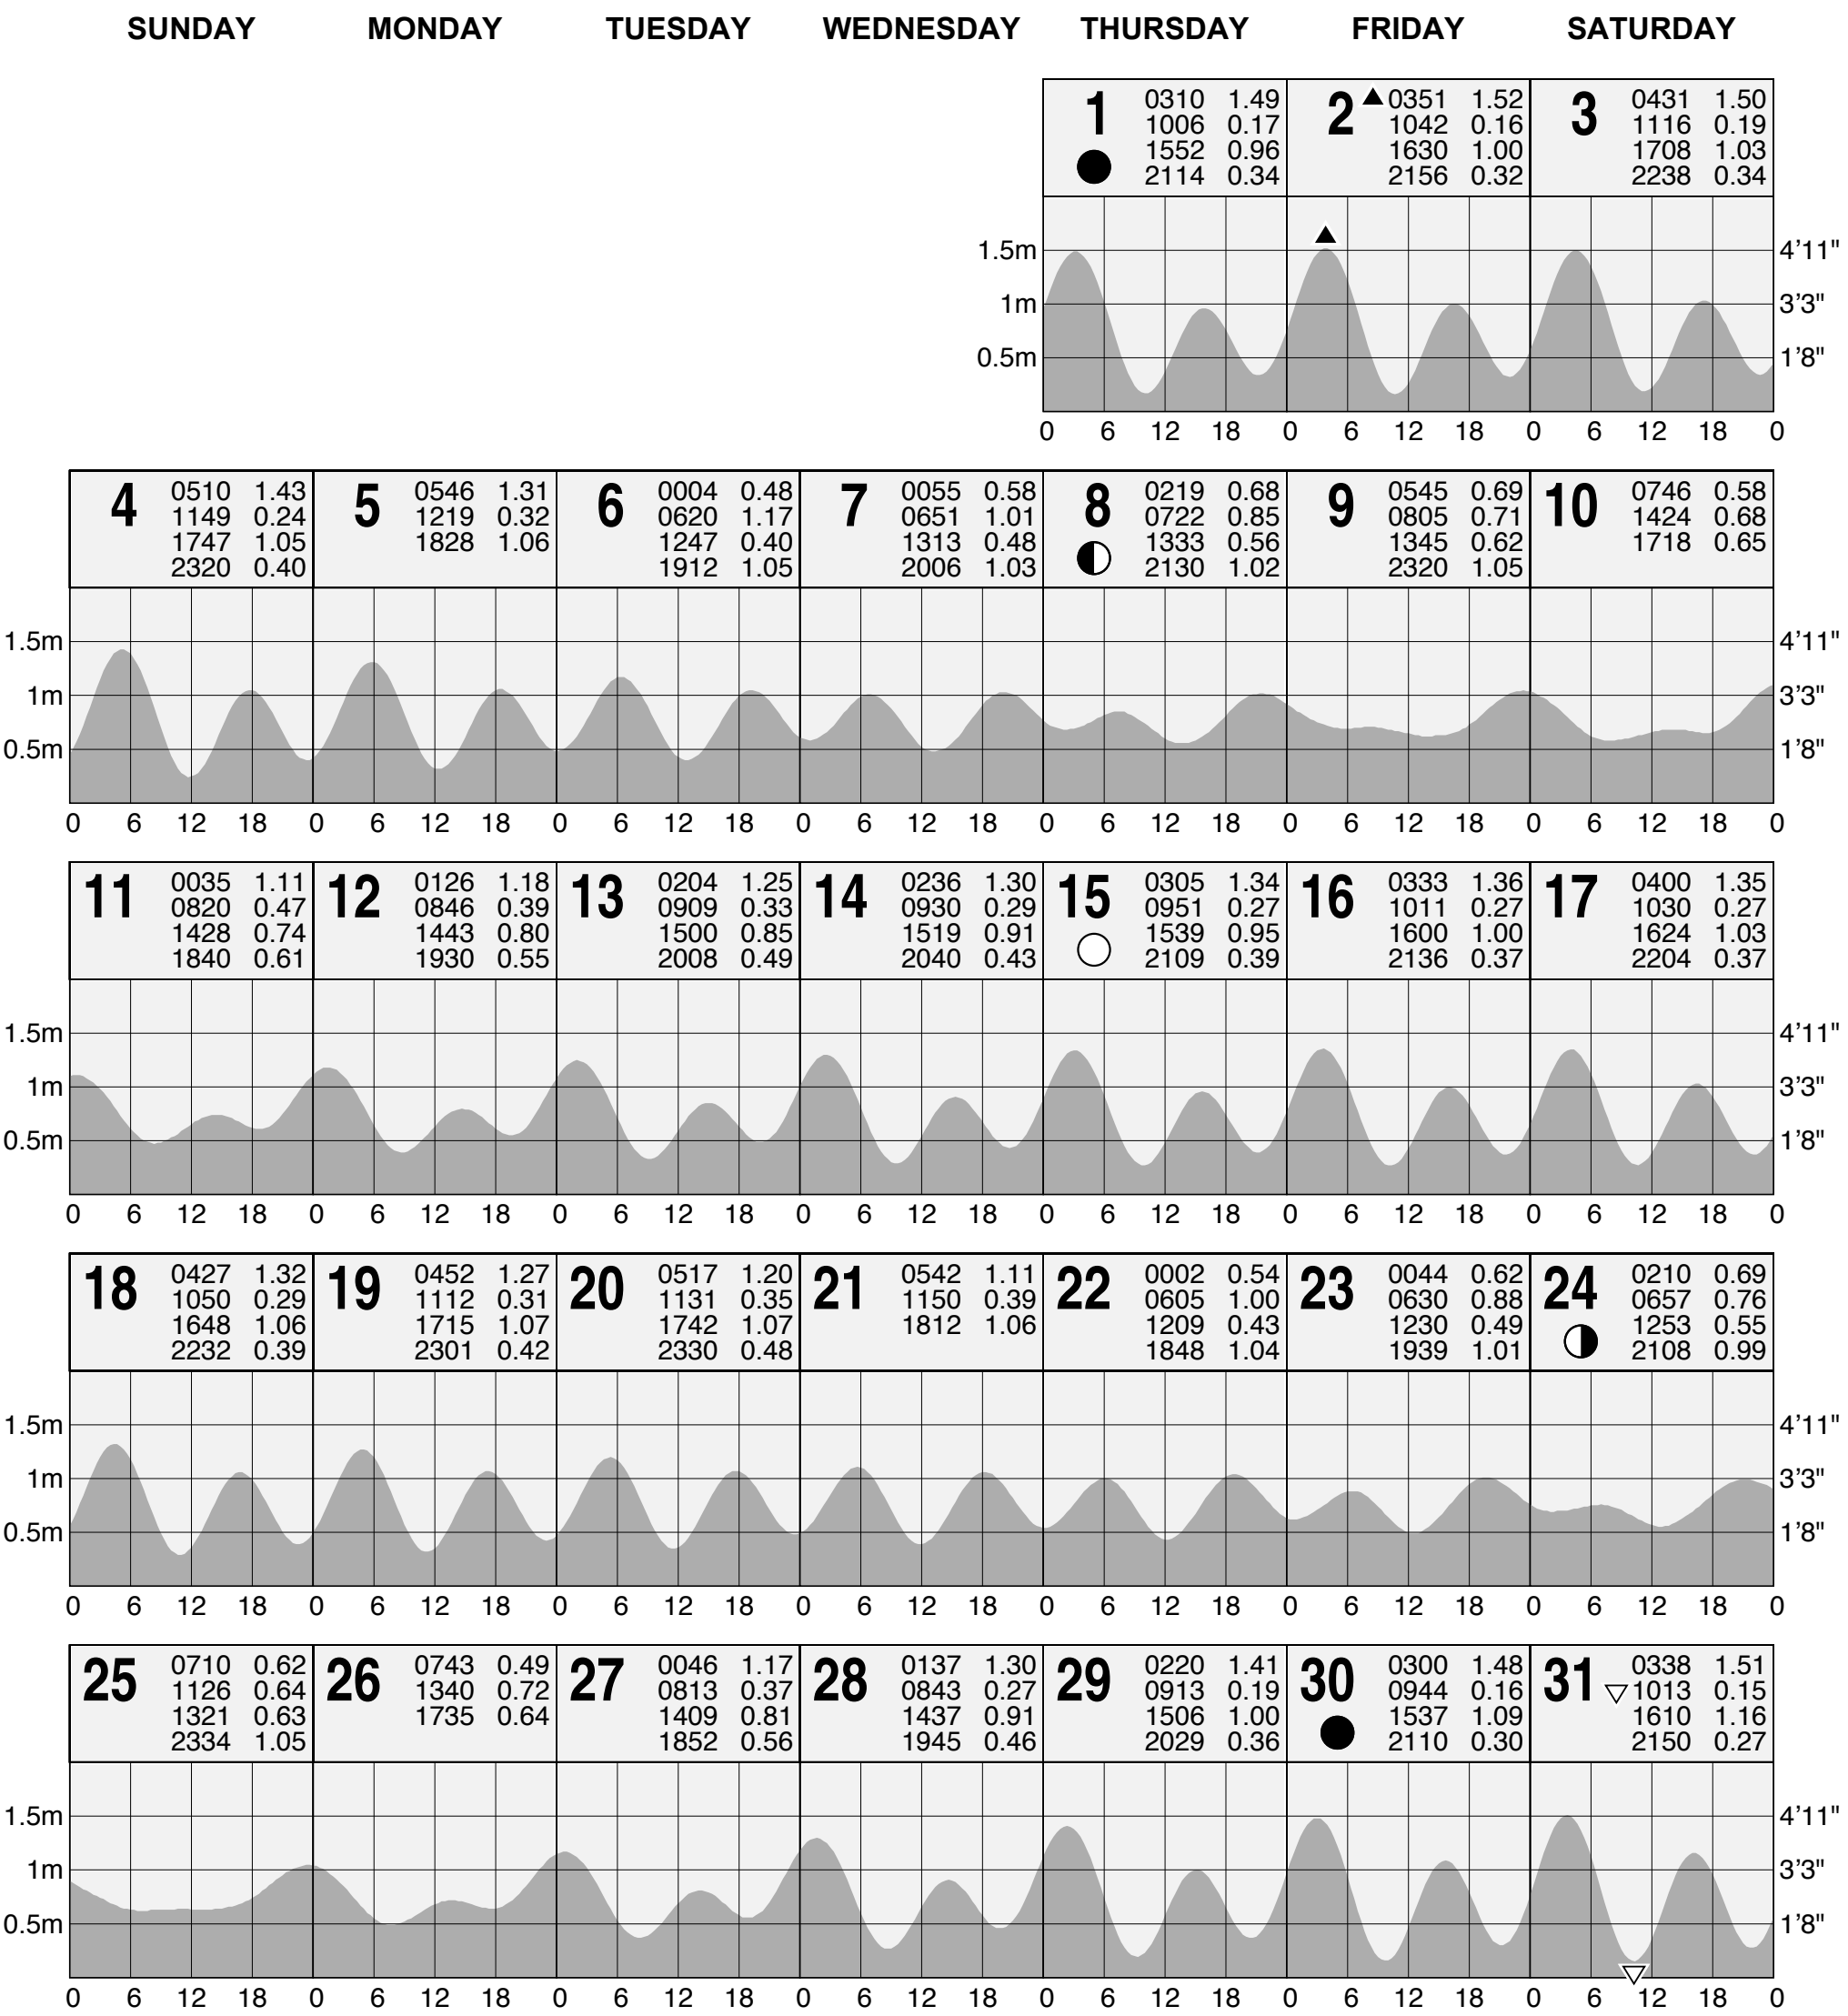 SUNDAY MONDAY TUESDAY WEDNESDAY THURSDAY FRIDAY SATURDAY
1 0310 1.49 2 0351 1.52 3 0431 1.50
1006 0.17 1042 0.16 1116 0.19
1552 0.96 1630 1.00 1708 1.03
2114 0.34 2156 0.32 2238 0.34
1.5m 4'11"
1m 3'3"
0.5m 1'8"
0 6 12 18 0 6 12 18 0 6 12 18 0
4 0510 1.43 5 0546 1.31 6 0004 0.48 7 0055 0.58 8 0219 0.68 9 0545 0.69 10 0746 0.58
1149 0.24 1219 0.32 0620 1.17 0651 1.01 0722 0.85 0805 0.71 1424 0.68
1747 1.05 1828 1.06 1247 0.40 1313 0.48 1333 0.56 1345 0.62 1718 0.65
2320 0.40 1912 1.05 2006 1.03 2130 1.02 2320 1.05
1.5m 4'11"
1m 3'3"
0.5m 1'8"
0 6 12 18 0 6 12 18 0 6 12 18 0 6 12 18 0 6 12 18 0 6 12 18 0 6 12 18 0
11 0035 1.11 12 0126 1.18 13 0204 1.25 14 0236 1.30 15 0305 1.34 16 0333 1.36 17 0400 1.35
0820 0.47 0846 0.39 0909 0.33 0930 0.29 0951 0.27 1011 0.27 1030 0.27
1428 0.74 1443 0.80 1500 0.85 1519 0.91 1539 0.95 1600 1.00 1624 1.03
1840 0.61 1930 0.55 2008 0.49 2040 0.43 2109 0.39 2136 0.37 2204 0.37
1.5m 4'11"
1m 3'3"
0.5m 1'8"
0 6 12 18 0 6 12 18 0 6 12 18 0 6 12 18 0 6 12 18 0 6 12 18 0 6 12 18 0
18 0427 1.32 19 0452 1.27 20 0517 1.20 21 0542 1.11 22 0002 0.54 23 0044 0.62 24 0210 0.69
1050 0.29 1112 0.31 1131 0.35 1150 0.39 0605 1.00 0630 0.88 0657 0.76
1648 1.06 1715 1.07 1742 1.07 1812 1.06 1209 0.43 1230 0.49 1253 0.55
2232 0.39 2301 0.42 2330 0.48 1848 1.04 1939 1.01 2108 0.99
1.5m 4'11"
1m 3'3"
0.5m 1'8"
0 6 12 18 0 6 12 18 0 6 12 18 0 6 12 18 0 6 12 18 0 6 12 18 0 6 12 18 0
25 0710 0.62 26 0743 0.49 27 0046 1.17 28 0137 1.30 29 0220 1.41 30 0300 1.48 31 0338 1.51
1126 0.64 1340 0.72 0813 0.37 0843 0.27 0913 0.19 0944 0.16 1013 0.15
1321 0.63 1735 0.64 1409 0.81 1437 0.91 1506 1.00 1537 1.09 1610 1.16
2334 1.05 1852 0.56 1945 0.46 2029 0.36 2110 0.30 2150 0.27
1.5m 4'11"
1m 3'3"
0.5m 1'8"
0 6 12 18 0 6 12 18 0 6 12 18 0 6 12 18 0 6 12 18 0 6 12 18 0 6 12 18 0